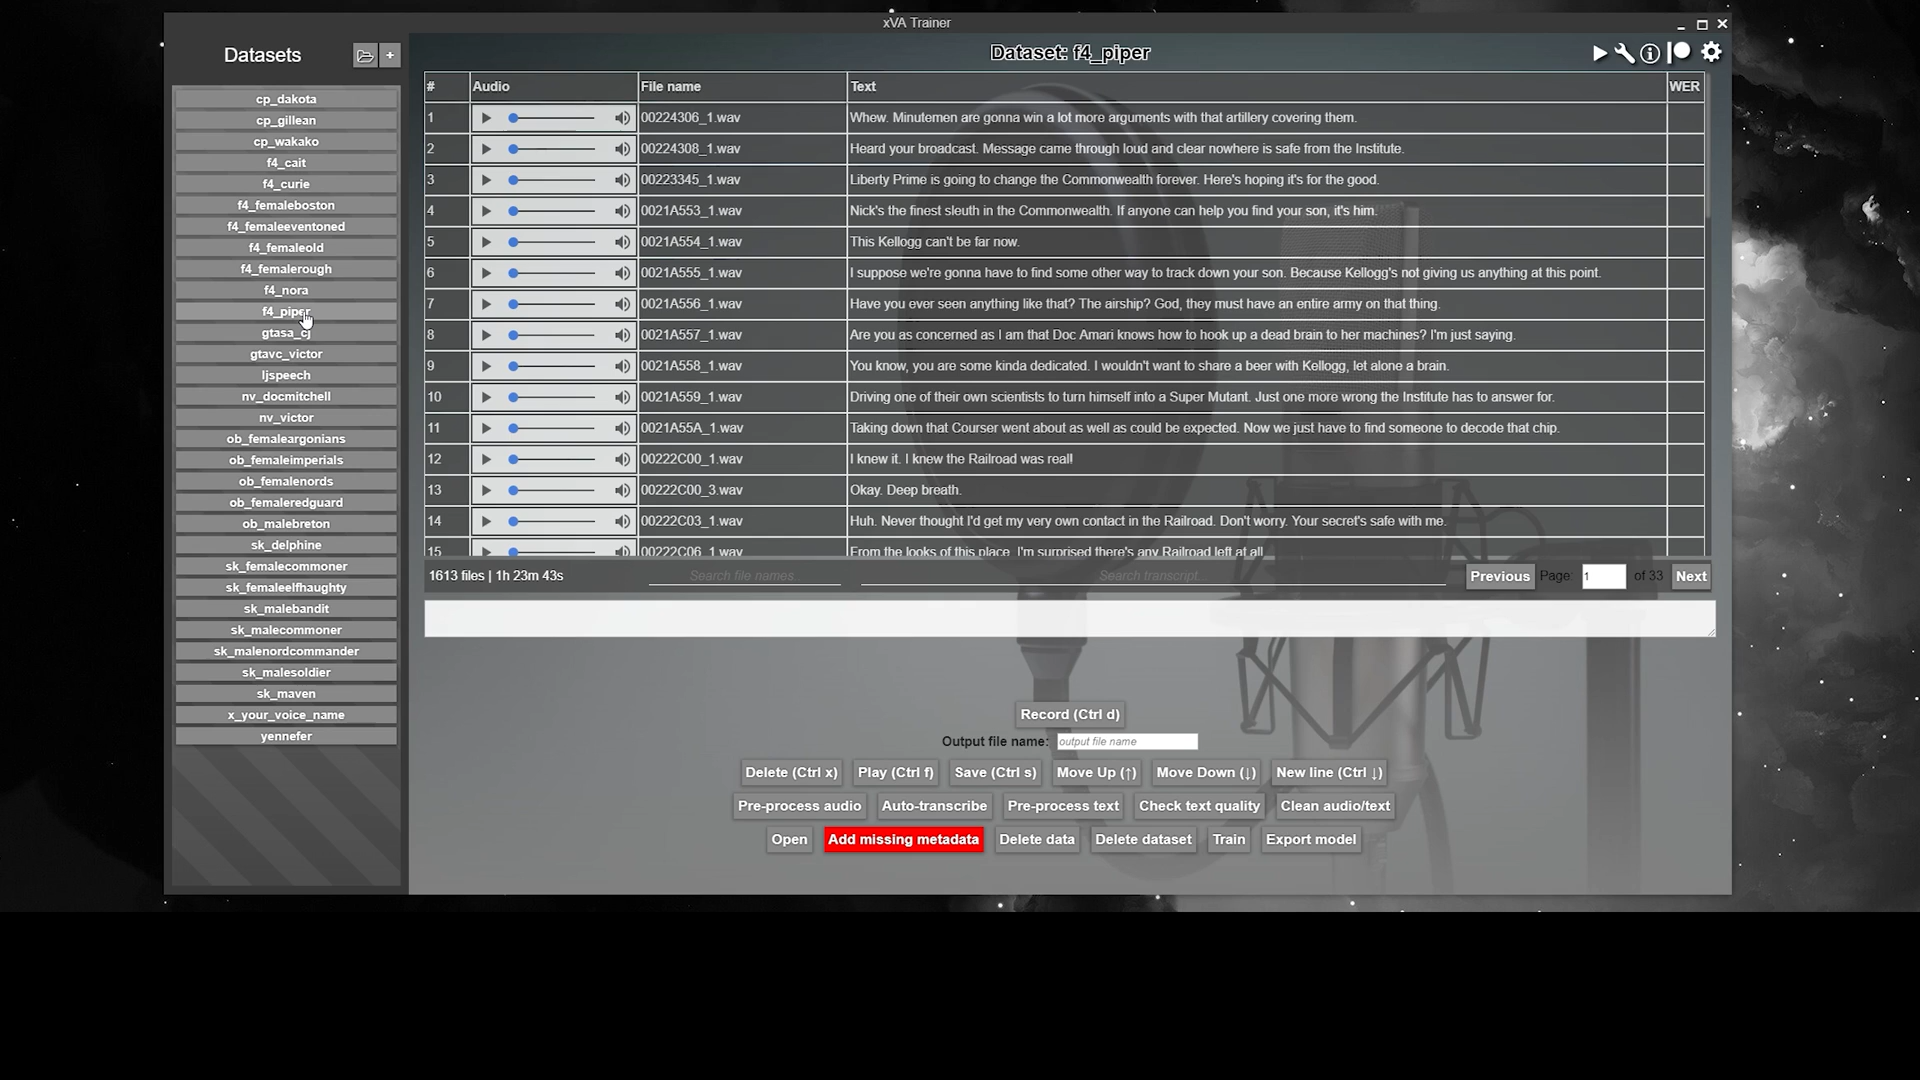 xVA Trainer
Datasets
+
cp_dakota
cp_gillean
cp_wakako
f4_cait
f4_curie
f4_femaleboston
f4_femaleeventoned
f4_femaleold
f4_femalerough
f4_nora
f4_piper
gtasa_cj
gtavc_victor
ljspeech
nv_docmitchell
nv_victor
ob_femaleargonians
ob_femaleimperials
ob_femalenords
ob_femaleredguard
ob_malebreton
sk_delphine
sk_femalecommoner
sk_femaleelfhaughty
sk_malebandit
sk_malecommoner
sk_malenordcommander
sk_malesoldier
sk_maven
x_your_voice_name
yennefer
Dataset: f4_piper
# Audio File name Text WER
1 00224306_1.wav Whew. Minutemen are gonna win a lot more arguments with that artillery covering them.
2 00224308_1.wav Heard your broadcast. Message came through loud and clear nowhere is safe from the Institute.
3 00223345_1.wav Liberty Prime is going to change the Commonwealth forever. Here's hoping it's for the good.
4 0021A553_1.wav Nick's the finest sleuth in the Commonwealth. If anyone can help you find your son, it's him.
5 0021A554_1.wav This Kellogg can't be far now.
6 0021A555_1.wav I suppose we're gonna have to find some other way to track down your son. Because Kellogg's not giving us anything at this point.
7 0021A556_1.wav Have you ever seen anything like that? The airship? God, they must have an entire army on that thing.
8 0021A557_1.wav Are you as concerned as I am that Doc Amari knows how to hook up a dead brain to her machines? I'm just saying.
9 0021A558_1.wav You know, you are some kinda dedicated. I wouldn't want to share a beer with Kellogg, let alone a brain.
10 0021A559_1.wav Driving one of their own scientists to turn himself into a Super Mutant. Just one more wrong the Institute has to answer for.
11 0021A55A_1.wav Taking down that Courser went about as well as could be expected. Now we just have to find someone to decode that chip.
12 00222C00_1.wav I knew it. I knew the Railroad was real!
13 00222C00_3.wav Okay. Deep breath.
14 00222C03_1.wav Huh. Never thought I'd get my very own contact in the Railroad. Don't worry. Your secret's safe with me.
15 00222C06_1.wav From the looks of this place, I'm surprised there's any Railroad left at all
1613 files | 1h 23m 43s Search file names... Search transcript... Previous Page: 1 of 33 Next
Record (Ctrl d)
Output file name: output file name
Delete (Ctrl x) Play (Ctrl f) Save (Ctrl s) Move Up (↑) Move Down (↓) New line (Ctrl ↓)
Pre-process audio Auto-transcribe Pre-process text Check text quality Clean audio/text
Open Add missing metadata Delete data Delete dataset Train Export model